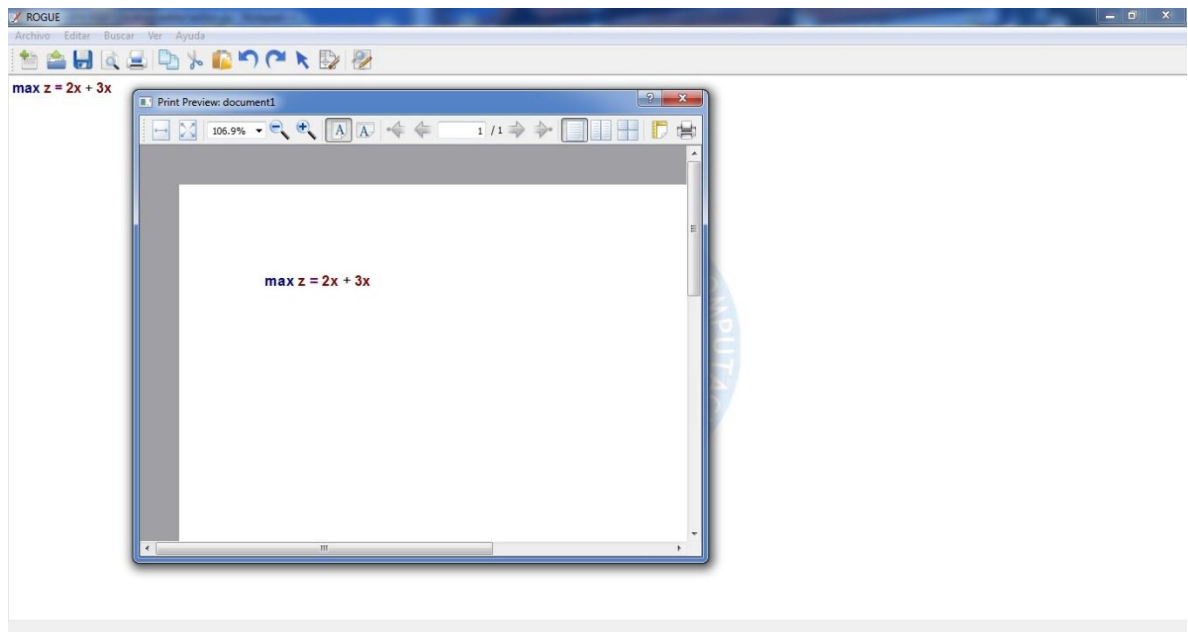 ROGUE
Archivo Editar Buscar Ver Ayuda
max z = 2x + 3x
Print Preview: document1
106.9% 1 / 1
max z = 2x + 3x